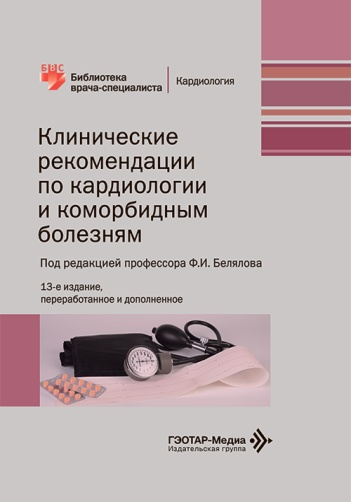 БВС
Библиотека
врача-специалиста
Кардиология
Клинические
рекомендации
по кардиологии
и коморбидным
болезням
Под редакцией профессора Ф.И. Белялова
13-е издание,
переработанное и дополненное
ГЭОТАР-Медиа
Издательская группа